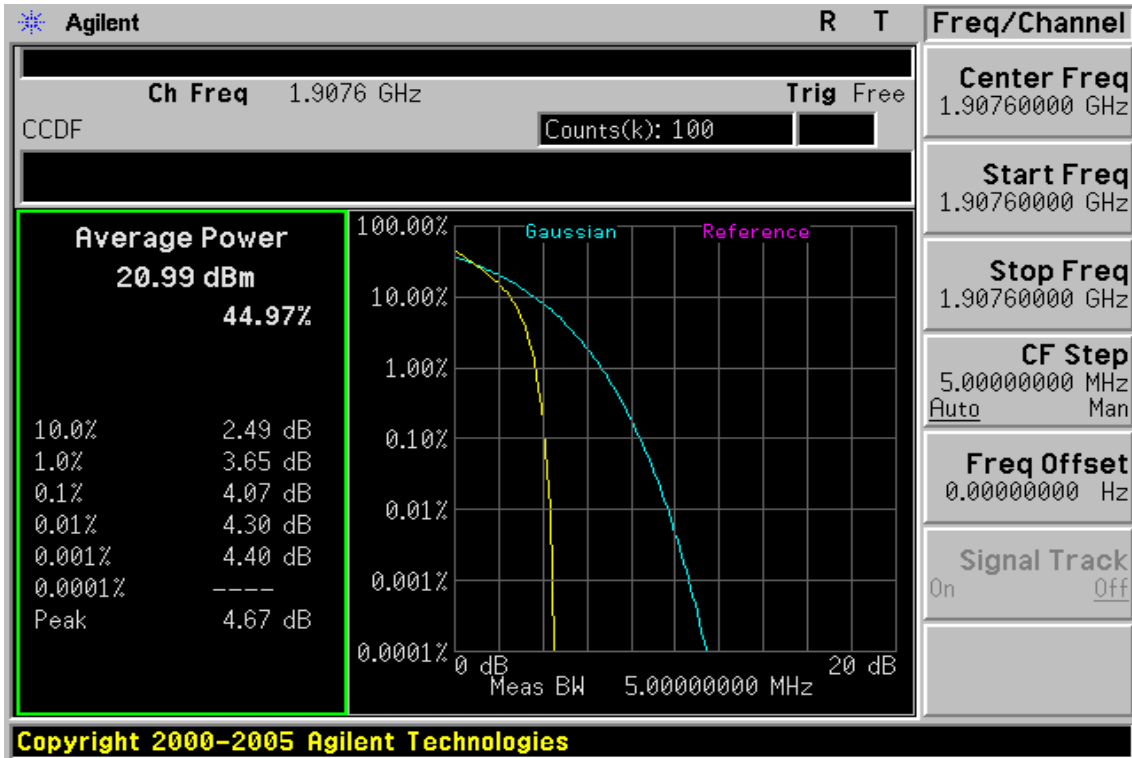 Agilent R T
Ch Freq 1.9076 GHz Trig Free
CCDF Counts(k): 100
Average Power
20.99 dBm
44.97%
10.0% 2.49 dB
1.0% 3.65 dB
0.1% 4.07 dB
0.01% 4.30 dB
0.001% 4.40 dB
0.0001% ----
Peak 4.67 dB
Gaussian Reference
100.00%
10.00%
1.00%
0.10%
0.01%
0.001%
0.0001%
0 dB 20 dB
Meas BW 5.00000000 MHz
Freq/Channel
Center Freq
1.90760000 GHz
Start Freq
1.90760000 GHz
Stop Freq
1.90760000 GHz
CF Step
5.00000000 MHz
Auto Man
Freq Offset
0.00000000 Hz
Signal Track
On Off
Copyright 2000-2005 Agilent Technologies